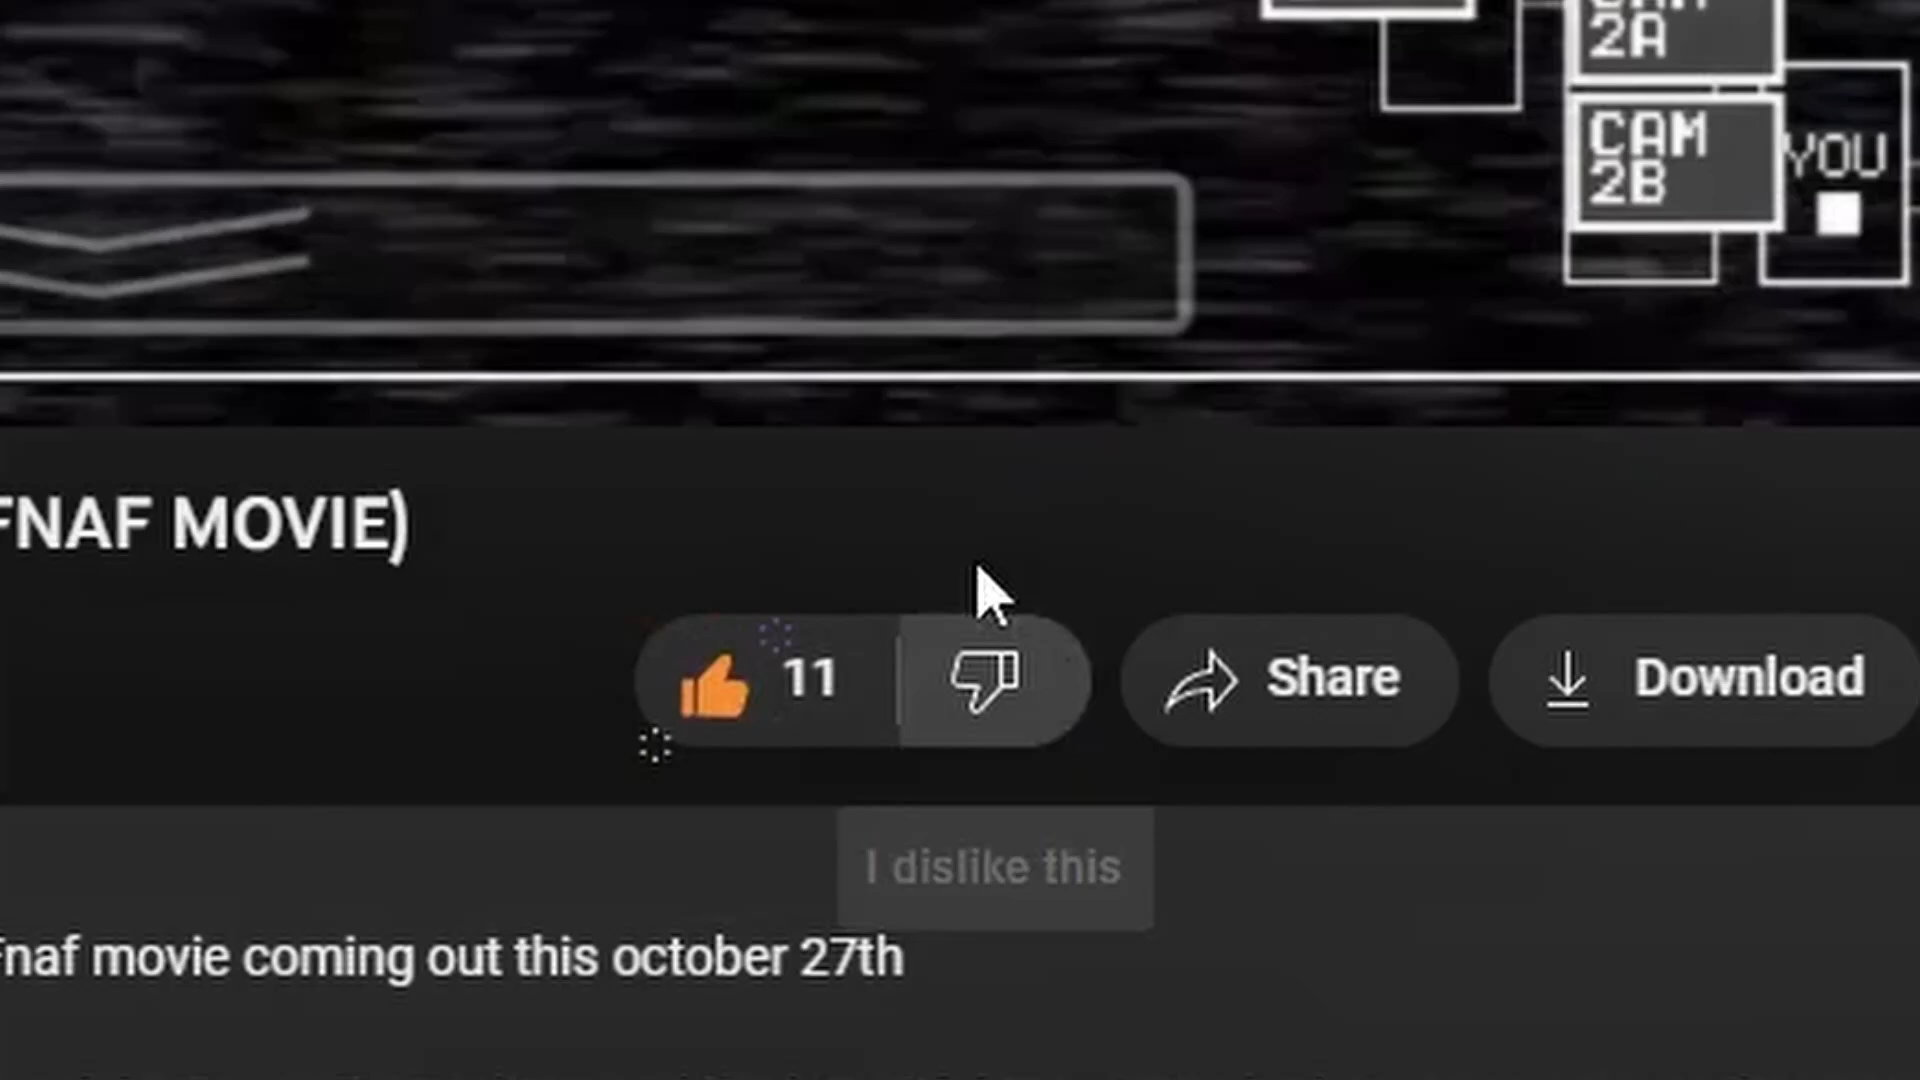 2A
CAM
2B
YOU
FNAF MOVIE)
11
Share
Download
I dislike this
Fnaf movie coming out this october 27th